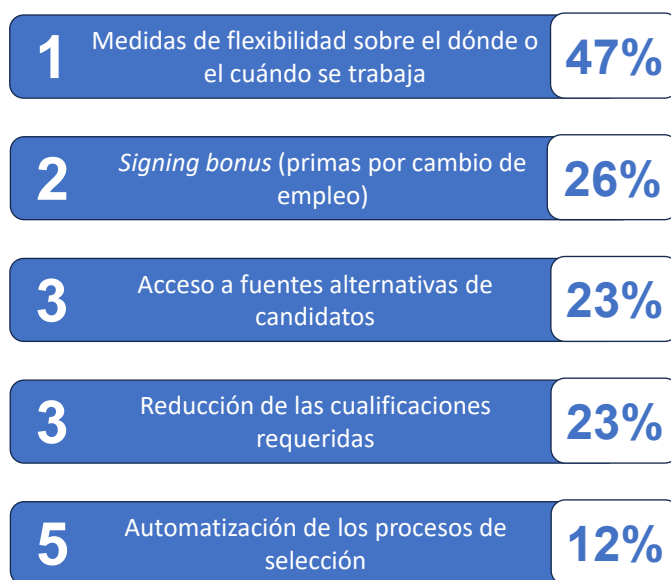 1
Medidas de flexibilidad sobre el dónde o
el cuándo se trabaja
47%
2
Signing bonus (primas por cambio de
empleo)
26%
3
Acceso a fuentes alternativas de
candidatos
23%
3
Reducción de las cualificaciones
requeridas
23%
5
Automatización de los procesos de
selección
12%